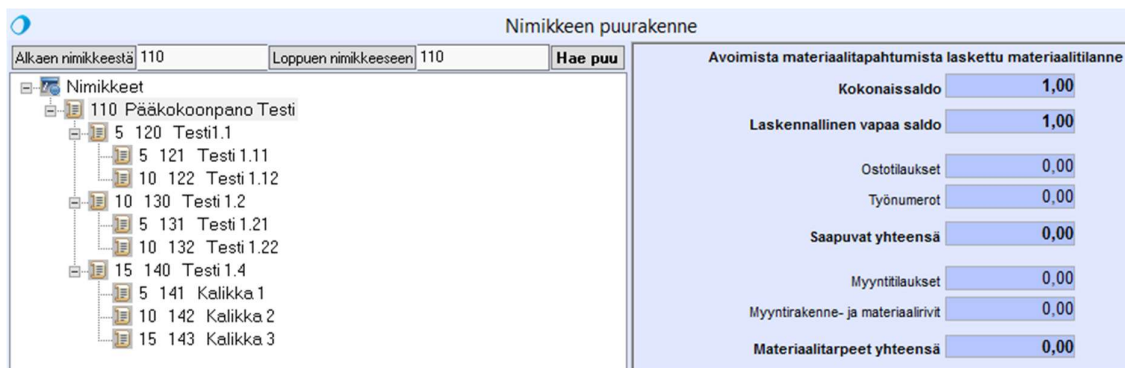 Nimikkeen puurakenne
Alkaen nimikkeestä 110 Loppuen nimikkeeseen 110 Hae puu
Nimikkeet
110 Pääkokoonpano Testi
5 120 Testi1.1
5 121 Testi 1.11
10 122 Testi 1.12
10 130 Testi 1.2
5 131 Testi 1.21
10 132 Testi 1.22
15 140 Testi 1.4
5 141 Kalikka 1
10 142 Kalikka 2
15 143 Kalikka 3
Avoimista materiaalitapahtumista laskettu materiaalitilanne
Kokonaissaldo 1,00
Laskennallinen vapaa saldo 1,00
Ostotilaukset 0,00
Työnumerot 0,00
Saapuvat yhteensä 0,00
Myyntitilaukset 0,00
Myyntirakenne- ja materiaalirivit 0,00
Materiaalitarpeet yhteensä 0,00